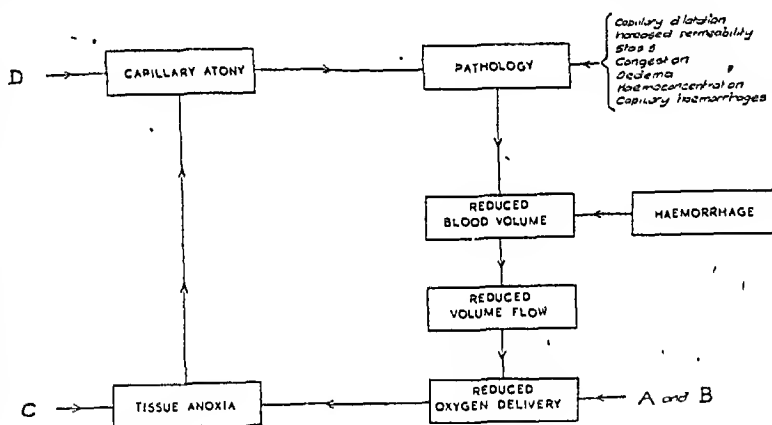 Capillary dilatation
Increased permeability
Stasis
Congestion
Oedema
Haemoconcentration
Capillary haemorrhages
D
CAPILLARY ATONY
PATHOLOGY
REDUCED
BLOOD VOLUME
HAEMORRHAGE
REDUCED
VOLUME FLOW
C
TISSUE ANOXIA
REDUCED
OXYGEN DELIVERY
A and B